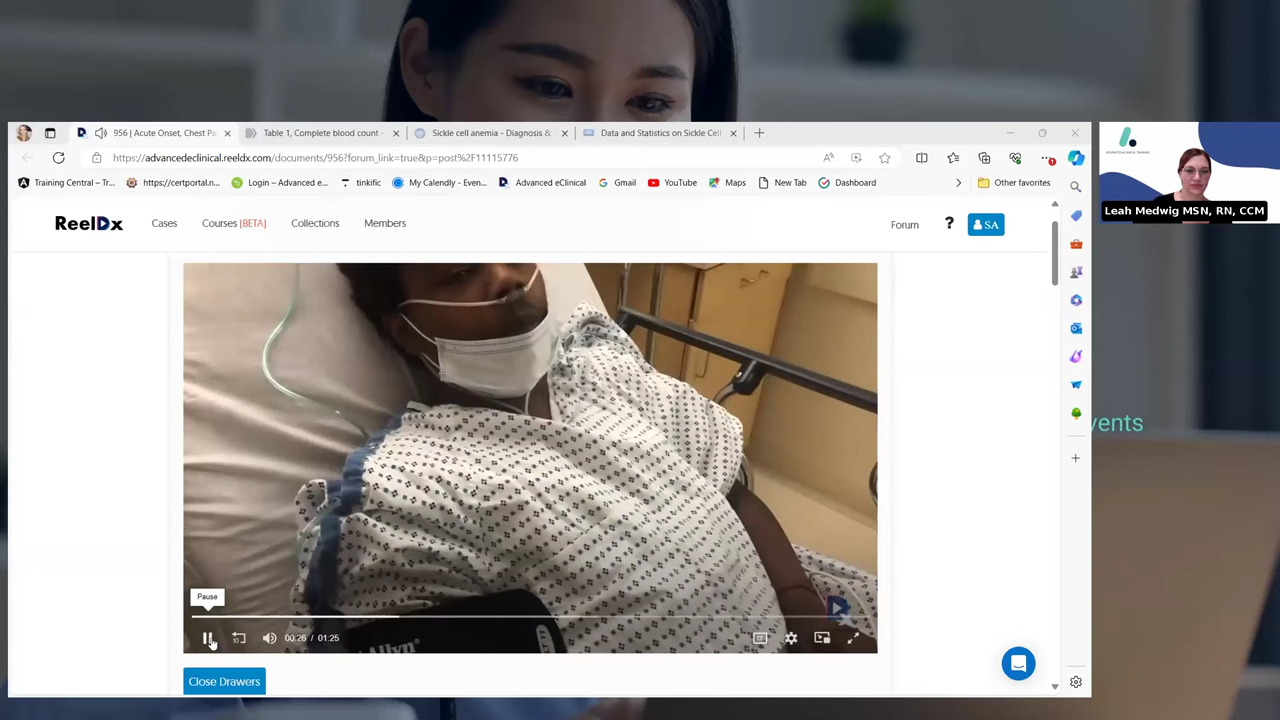 956 | Acute Onset, Chest Pa
Table 1, Complete blood count -
Sickle cell anemia - Diagnosis &
Data and Statistics on Sickle Cel
https://advancedeclinical.reeldx.com/documents/956?forum_link=true&p=post%2F11115776
Training Central – Tr...
https://certportal.n...
Login – Advanced e...
tinkific
My Calendly - Even...
Advanced eClinical
Gmail
YouTube
Maps
New Tab
Dashboard
Other favorites
ReelDx
Cases
Courses [BETA]
Collections
Members
Forum
?
SA
Leah Medwig MSN, RN, CCM
vents
Pause
10
00:26 / 01:25
CC
Close Drawers